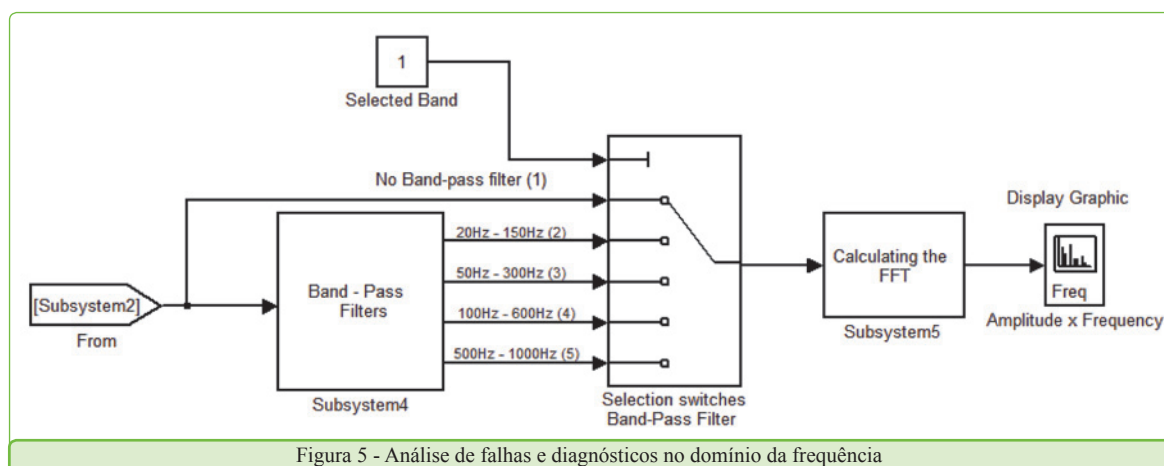 1
Selected Band
No Band-pass filter (1)
20Hz - 150Hz (2)
50Hz - 300Hz (3)
100Hz - 600Hz (4)
500Hz - 1000Hz (5)
[Subsystem2]
From
Band - Pass
Filters
Subsystem4
Selection switches
Band-Pass Filter
Calculating the
FFT
Subsystem5
Display Graphic
Freq
Amplitude x Frequency
Figura 5 - Análise de falhas e diagnósticos no domínio da frequência